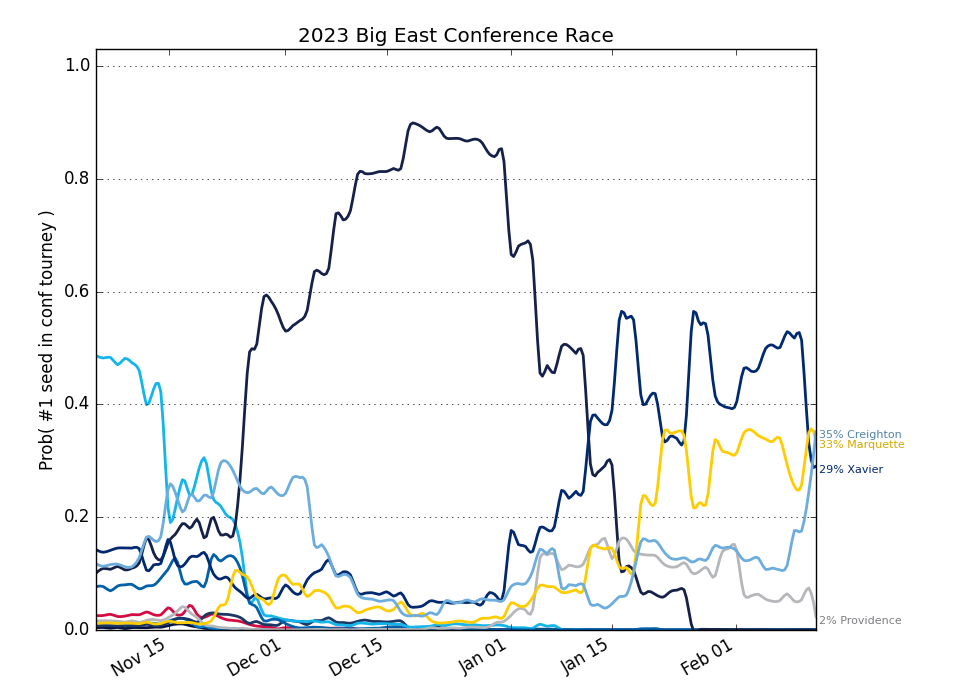 2023 Big East Conference Race
Prob( #1 seed in conf tourney )
1.0
0.8
0.6
0.4
0.2
0.0
Nov 15
Dec 01
Dec 15
Jan 01
Jan 15
Feb 01
35% Creighton
33% Marquette
29% Xavier
2% Providence